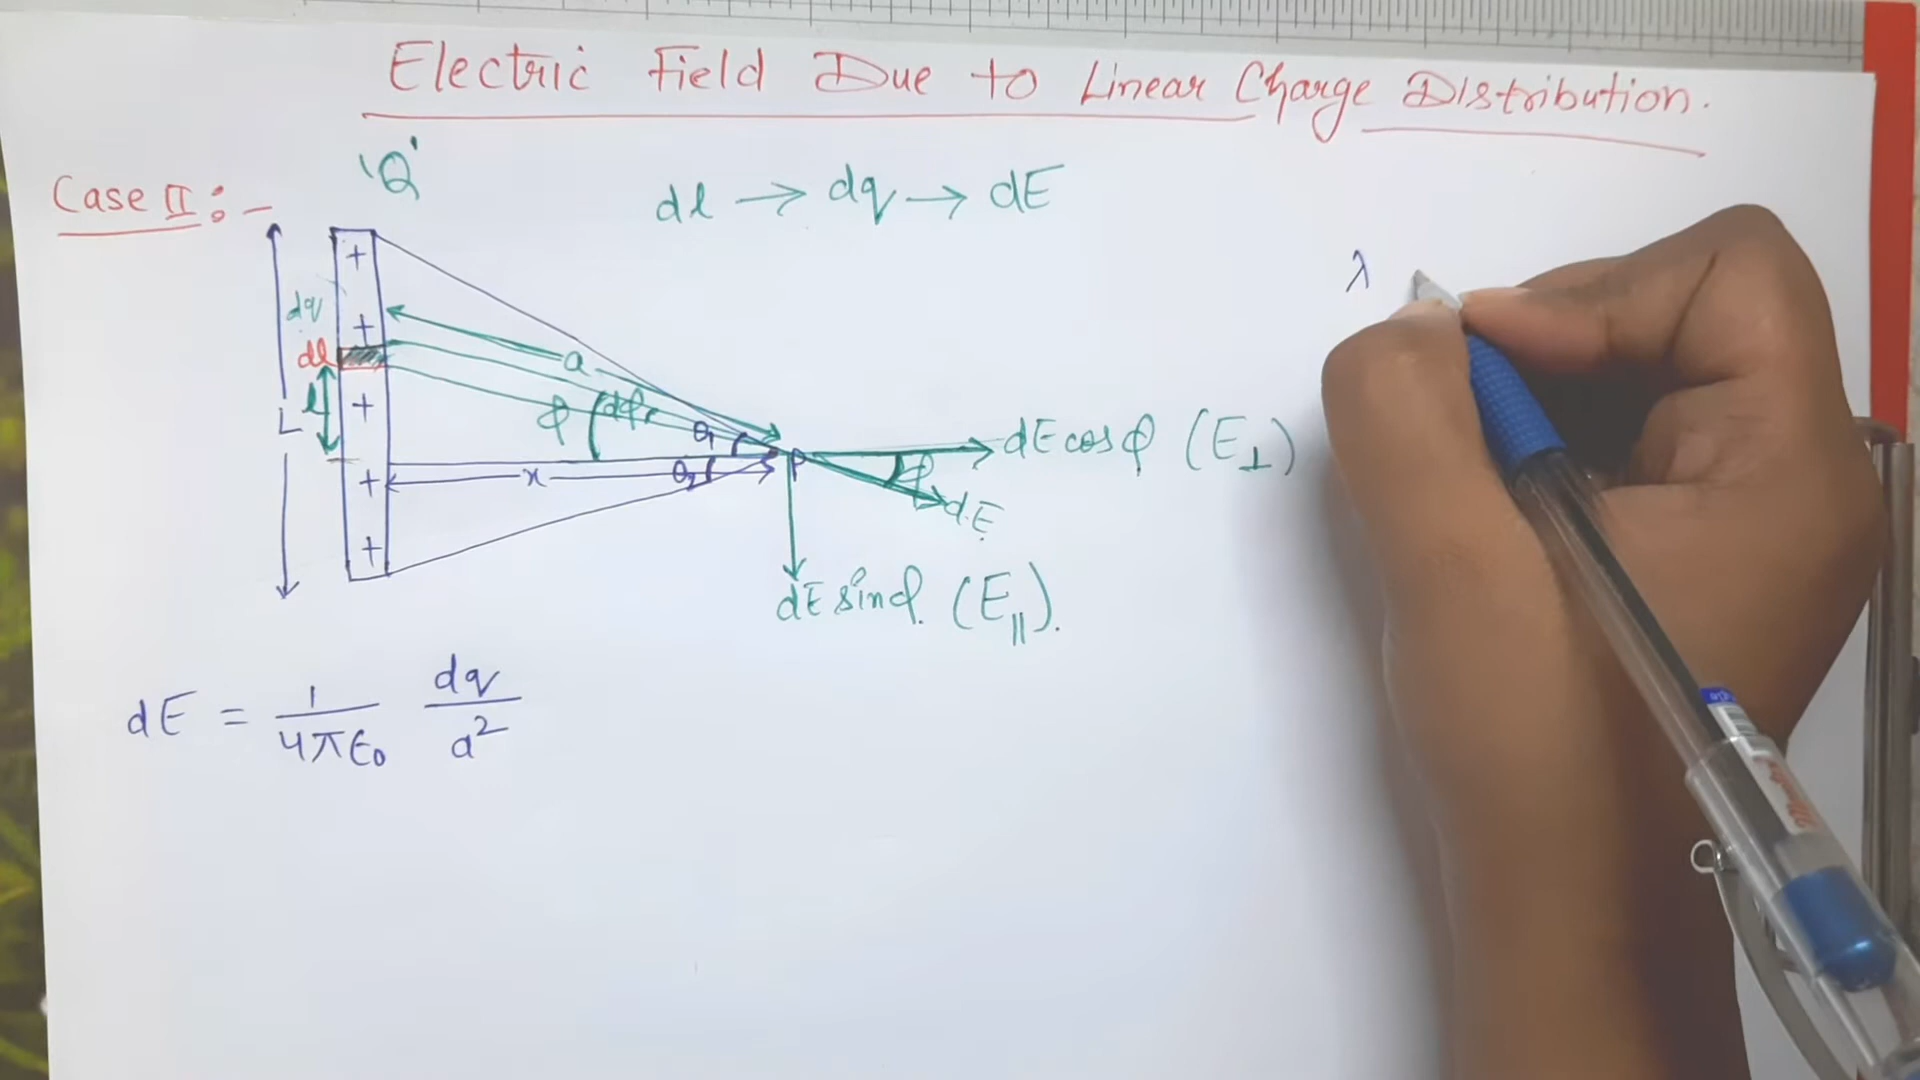 Electric Field Due to Linear Charge Distribution.
'Q'
Case II :-
dl → dq → dE
λ
dq
dl
a
l
L
φ
dφ
θ1
dE cos φ (E⊥)
x
θ2
P
φ
dE
dE sin φ. (E||).
dE = 1/4πε0 dq/a²